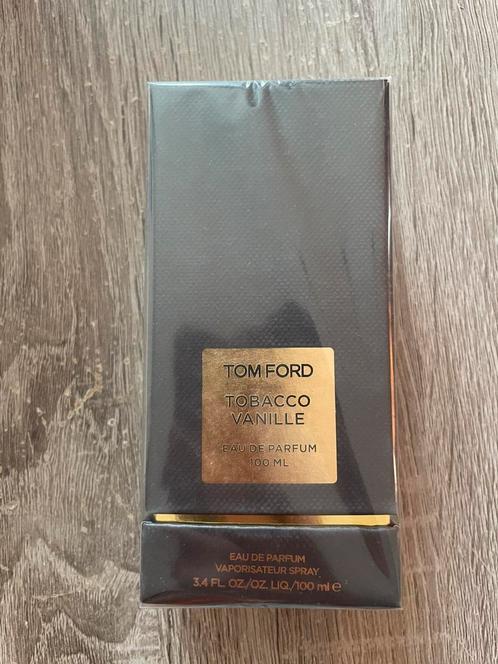 TOM FORD
TOBACCO
VANILLE
EAU DE PARFUM
100 ML
EAU DE PARFUM
VAPORISATEUR SPRAY
3.4 FL. OZ./OZ. LIQ./100 ml e